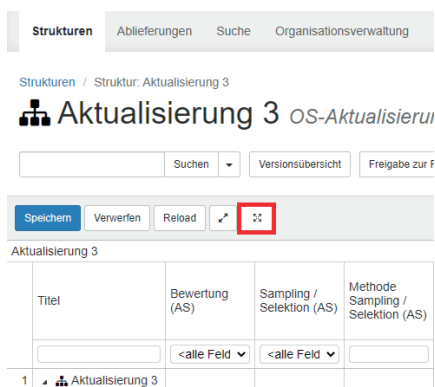 Strukturen Ablieferungen Suche Organisationsverwaltung
Strukturen / Struktur: Aktualisierung 3
Aktualisierung 3 OS-Aktualisieru
Suchen Versionsübersicht Freigabe zur
Speichern Verwerfen Reload
Aktualisierung 3
Titel
Bewertung
(AS)
Sampling /
Selektion (AS)
Methode
Sampling /
Selektion (AS)
<alle Feld <alle Feld
1 Aktualisierung 3